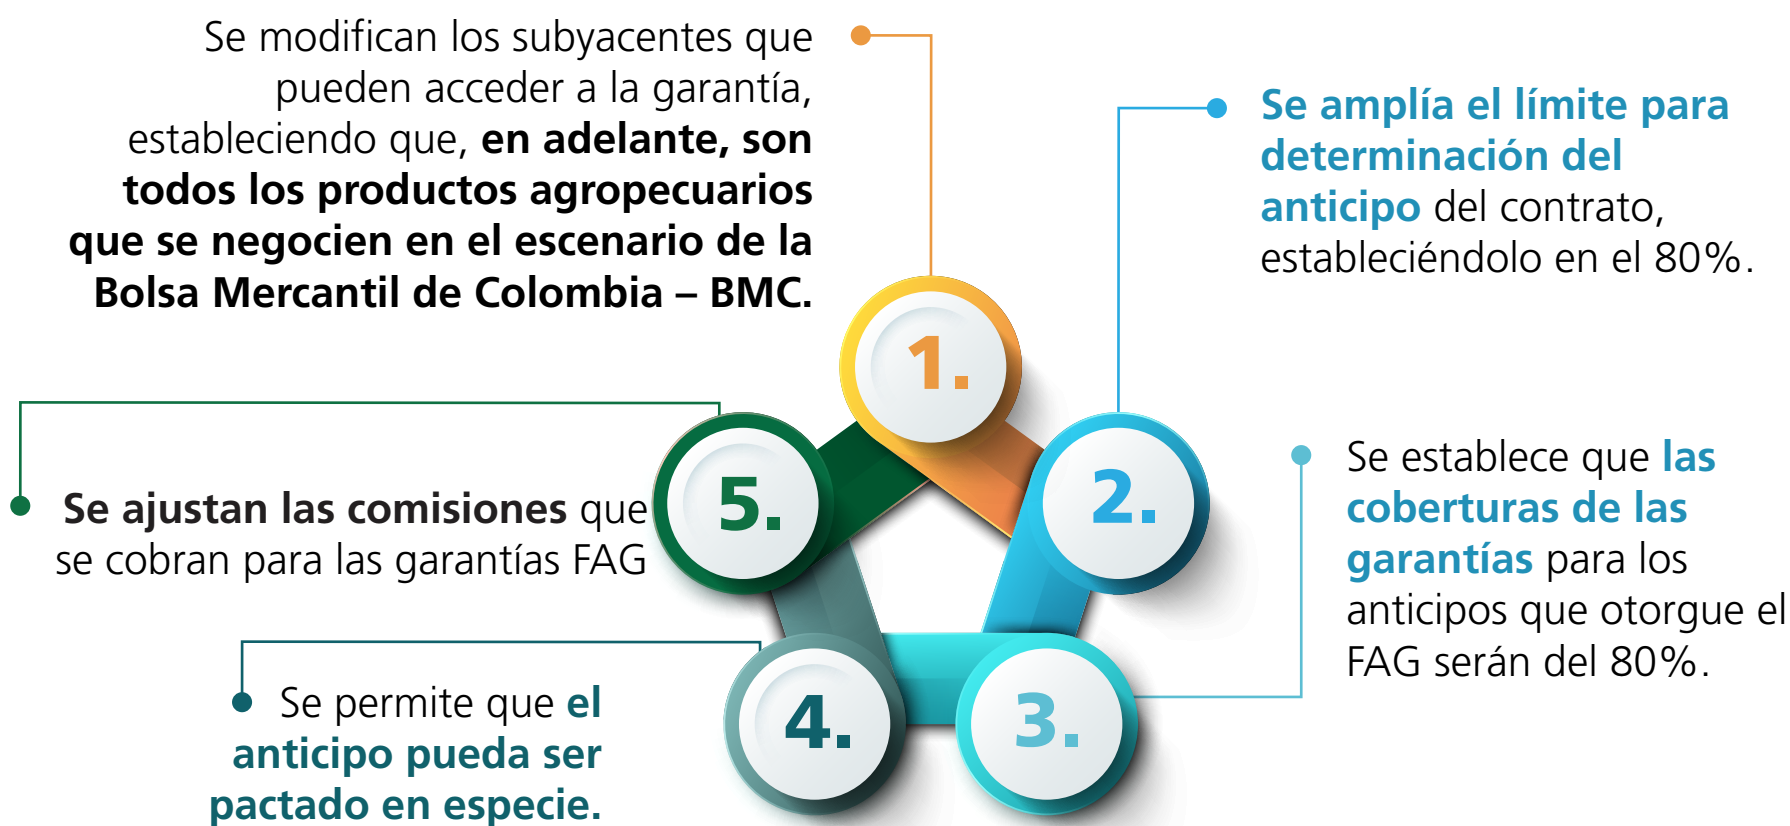 Se modifican los subyacentes que
pueden acceder a la garantía,
estableciendo que, en adelante, son
todos los productos agropecuarios
que se negocien en el escenario de la
Bolsa Mercantil de Colombia – BMC.
1.
Se amplía el límite para
determinación del
anticipo del contrato,
estableciéndolo en el 80%.
2.
Se establece que las
coberturas de las
garantías para los
anticipos que otorgue el
FAG serán del 80%.
3.
Se permite que el
anticipo pueda ser
pactado en especie.
4.
Se ajustan las comisiones que
se cobran para las garantías FAG
5.